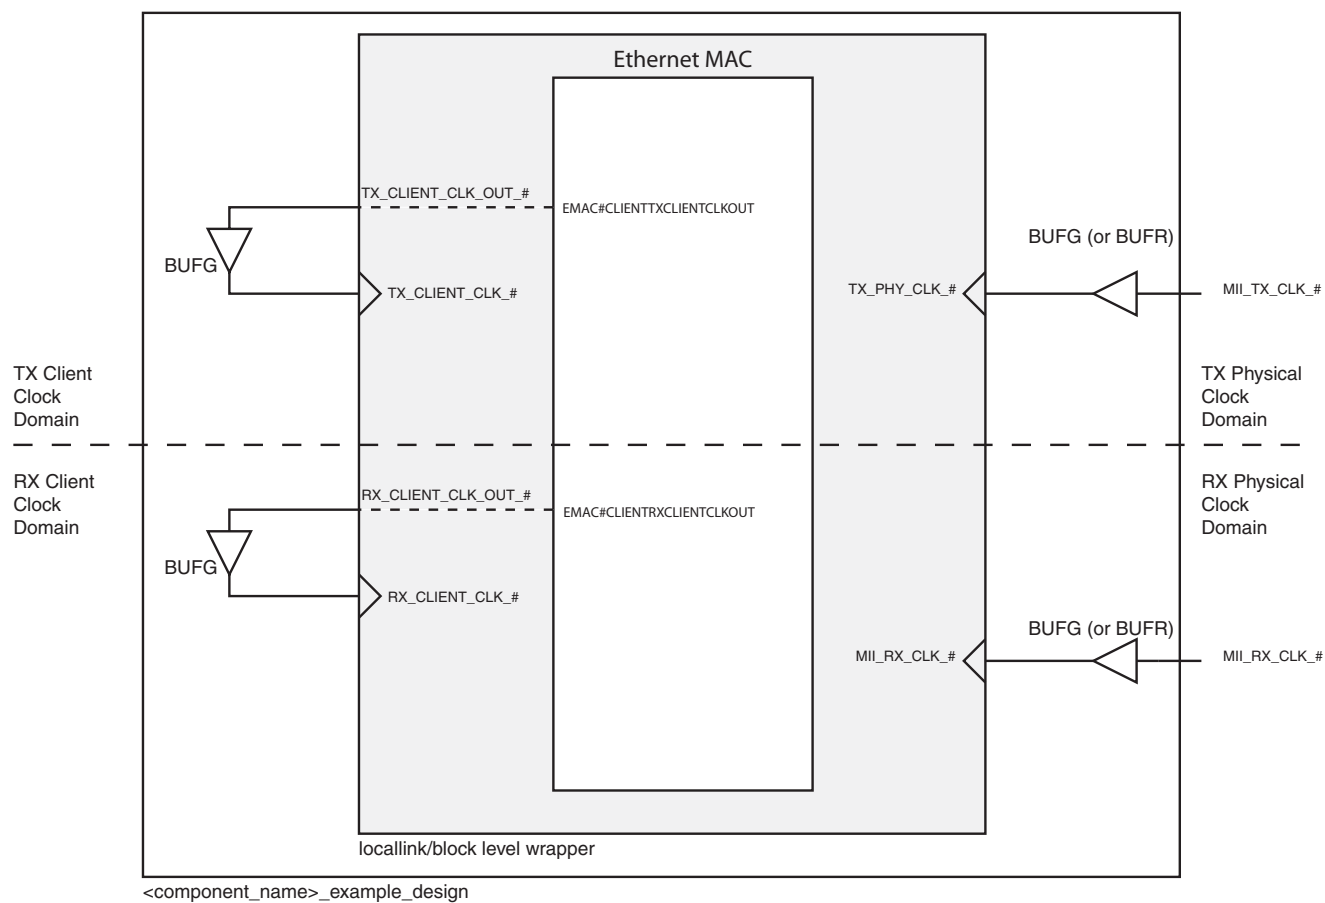 Ethernet MAC
TX_CLIENT_CLK_OUT_#
EMAC#CLIENTTXCLIENTCLKOUT
BUFG
TX_CLIENT_CLK_#
BUFG (or BUFR)
TX_PHY_CLK_#
MII_TX_CLK_#
TX Client
Clock
Domain
TX Physical
Clock
Domain
RX Client
Clock
Domain
RX Physical
Clock
Domain
RX_CLIENT_CLK_OUT_#
EMAC#CLIENTRXCLIENTCLKOUT
BUFG
RX_CLIENT_CLK_#
BUFG (or BUFR)
MII_RX_CLK_#
MII_RX_CLK_#
locallink/block level wrapper
<component_name>_example_design